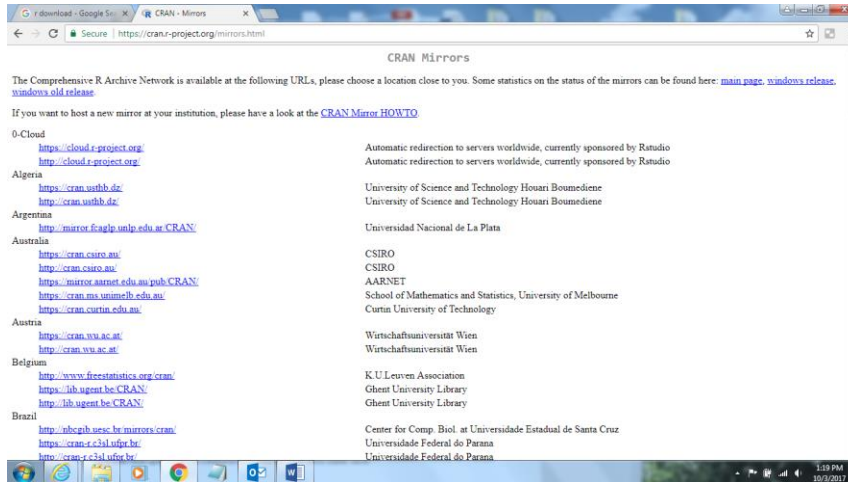 r download - Google Se
CRAN - Mirrors
Secure | https://cran.r-project.org/mirrors.html
CRAN Mirrors
The Comprehensive R Archive Network is available at the following URLs, please choose a location close to you. Some statistics on the status of the mirrors can be found here: main page, windows release,
windows old release.
If you want to host a new mirror at your institution, please have a look at the CRAN Mirror HOWTO.
0-Cloud
https://cloud.r-project.org/ Automatic redirection to servers worldwide, currently sponsored by Rstudio
http://cloud.r-project.org/ Automatic redirection to servers worldwide, currently sponsored by Rstudio
Algeria
https://cran.usthb.dz/ University of Science and Technology Houari Boumediene
http://cran.usthb.dz/ University of Science and Technology Houari Boumediene
Argentina
http://mirror.fcaglp.unlp.edu.ar/CRAN/ Universidad Nacional de La Plata
Australia
https://cran.csiro.au/ CSIRO
http://cran.csiro.au/ CSIRO
https://mirror.aarnet.edu.au/pub/CRAN/ AARNET
https://cran.ms.unimelb.edu.au/ School of Mathematics and Statistics, University of Melbourne
https://cran.curtin.edu.au/ Curtin University of Technology
Austria
https://cran.wu.ac.at/ Wirtschaftsuniversität Wien
http://cran.wu.ac.at/ Wirtschaftsuniversität Wien
Belgium
http://www.freestatistics.org/cran/ K.U.Leuven Association
https://lib.ugent.be/CRAN/ Ghent University Library
http://lib.ugent.be/CRAN/ Ghent University Library
Brazil
http://nbcgib.uesc.br/mirrors/cran/ Center for Comp. Biol. at Universidade Estadual de Santa Cruz
https://cran-r.c3sl.ufpr.br/ Universidade Federal do Parana
http://cran-r.c3sl.ufpr.br/ Universidade Federal do Parana
1:19 PM
10/3/2017